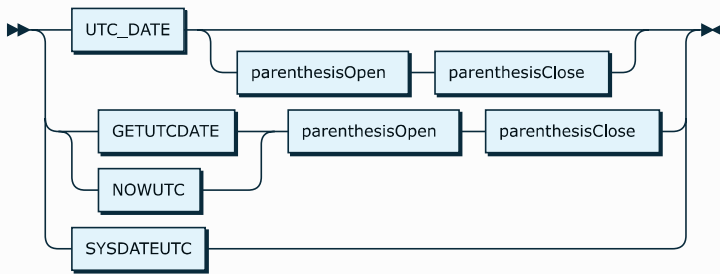 UTC_DATE
parenthesisOpen parenthesisClose
GETUTCDATE parenthesisOpen parenthesisClose
NOWUTC
SYSDATEUTC